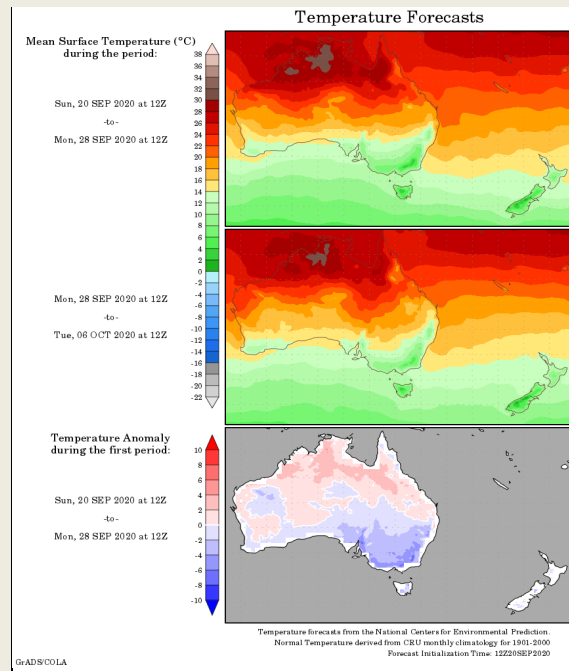 Temperature Forecasts
Mean Surface Temperature (°C)
during the period:
Sun, 20 SEP 2020 at 12Z
-to-
Mon, 28 SEP 2020 at 12Z
38
36
34
32
30
28
26
24
22
20
18
16
14
12
10
8
6
4
2
0
-2
-4
-6
-8
-10
-12
-14
-16
-18
-20
-22
Mon, 28 SEP 2020 at 12Z
-to-
Tue, 06 OCT 2020 at 12Z
Temperature Anomaly
during the first period:
Sun, 20 SEP 2020 at 12Z
-to-
Mon, 28 SEP 2020 at 12Z
10
8
6
4
2
0
-2
-4
-6
-8
-10
Temperature forecasts from the National Centers for Environmental Prediction.
Normal Temperature derived from CRU monthly climatology for 1901-2000
Forecast Initialization Time: 12Z20SEP2020
GrADS/COLA